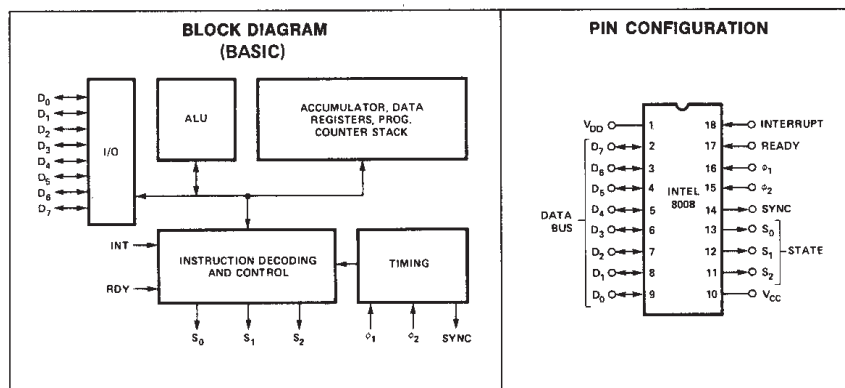 BLOCK DIAGRAM
(BASIC)
D₀
D₁
D₂
D₃
D₄
D₅
D₆
D₇
I/O
ALU
ACCUMULATOR, DATA
REGISTERS, PROG.
COUNTER STACK
INT
RDY
INSTRUCTION DECODING
AND CONTROL
TIMING
S₀
S₁
S₂
ϕ₁
ϕ₂
SYNC
PIN CONFIGURATION
V_DD
1
18
INTERRUPT
D₇
2
17
READY
D₆
3
16
ϕ₁
D₅
4
15
ϕ₂
D₄
5
14
SYNC
D₃
6
13
S₀
D₂
7
12
S₁
D₁
8
11
S₂
D₀
9
10
V_CC
INTEL
8008
DATA
BUS
STATE